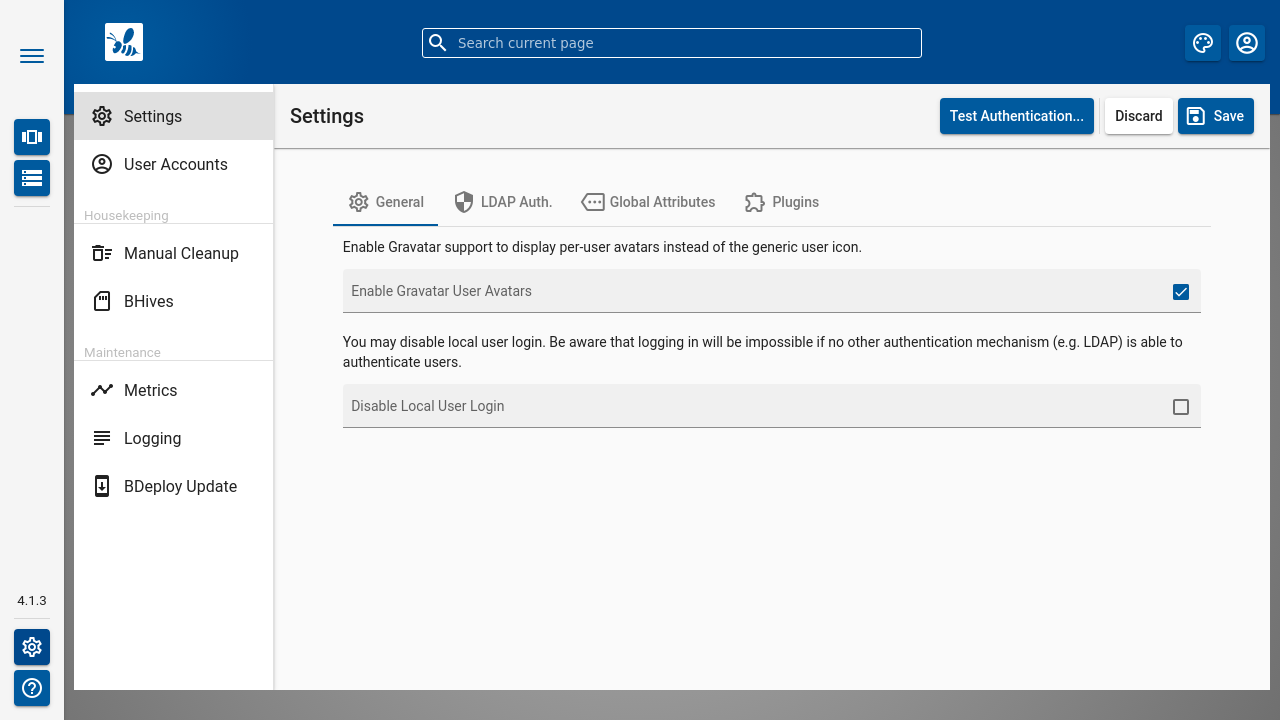 Search current page
Settings
User Accounts
Housekeeping
Manual Cleanup
BHives
Maintenance
Metrics
Logging
BDeploy Update
4.1.3
Settings
Test Authentication...
Discard
Save
General
LDAP Auth.
Global Attributes
Plugins
Enable Gravatar support to display per-user avatars instead of the generic user icon.
Enable Gravatar User Avatars
You may disable local user login. Be aware that logging in will be impossible if no other authentication mechanism (e.g. LDAP) is able to
authenticate users.
Disable Local User Login